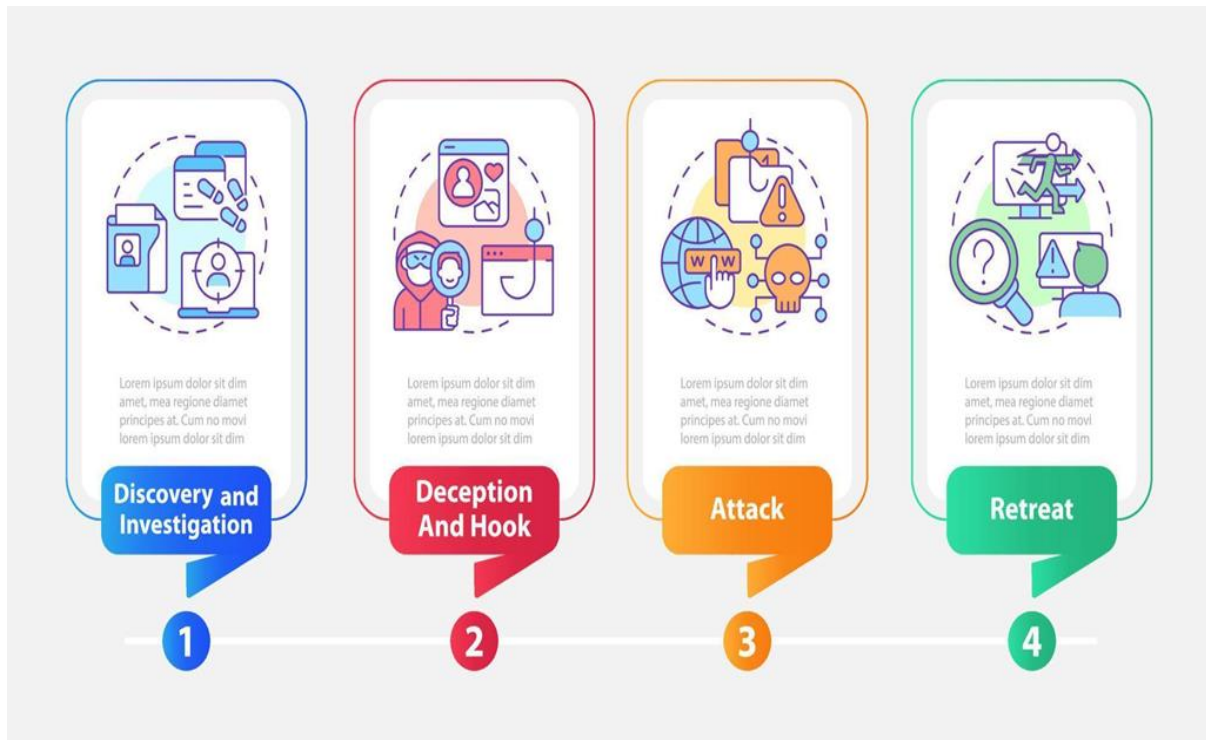 W W
Lorem ipsum dolor sit dim
amet, mea regione diamet
principes at. Cum no movi
lorem ipsum dolor sit dim
Discovery and
Investigation
1
?
Lorem ipsum dolor sit dim
amet, mea regione diamet
principes at. Cum no movi
lorem ipsum dolor sit dim
Deception
And Hook
2
Lorem ipsum dolor sit dim
amet, mea regione diamet
principes at. Cum no movi
lorem ipsum dolor sit dim
Attack
3
Lorem ipsum dolor sit dim
amet, mea regione diamet
principes at. Cum no movi
lorem ipsum dolor sit dim
Retreat
4